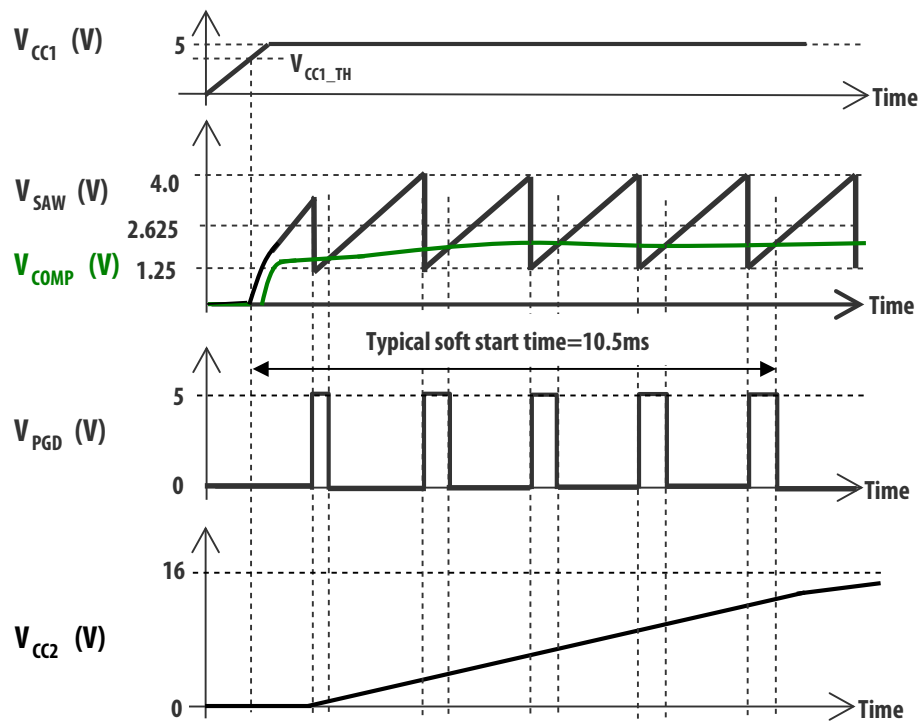 V_CC1 (V)
5
V_CC1_TH
Time
V_SAW (V)
4.0
2.625
V_COMP (V)
1.25
Time
Typical soft start time=10.5ms
5
V_PGD (V)
0
Time
16
V_CC2 (V)
0
Time